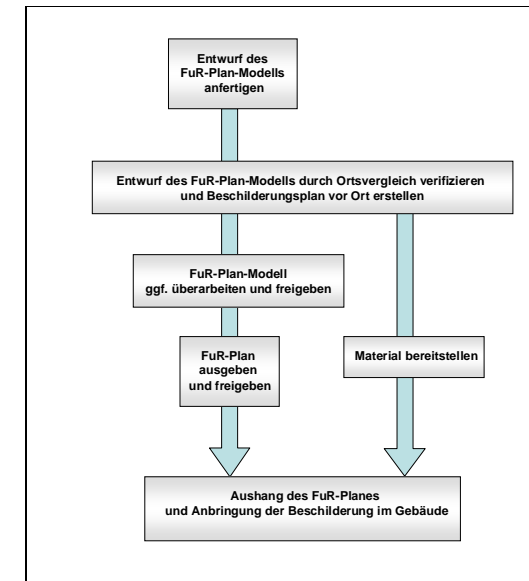 Entwurf des
FuR-Plan-Modells
anfertigen
Entwurf des FuR-Plan-Modells durch Ortsvergleich verifizieren
und Beschilderungsplan vor Ort erstellen
FuR-Plan-Modell
ggf. überarbeiten und freigeben
FuR-Plan
ausgeben
und freigeben
Material bereitstellen
Aushang des FuR-Planes
und Anbringung der Beschilderung im Gebäude